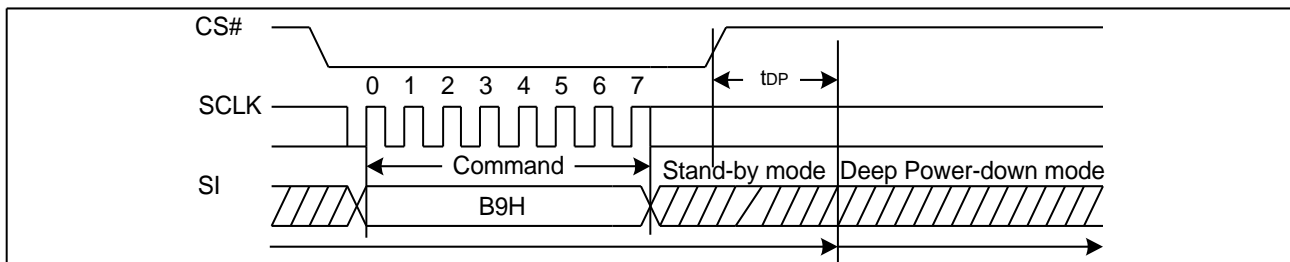 CS#
tDP
0 1 2 3 4 5 6 7
SCLK
Command
Stand-by mode Deep Power-down mode
SI
B9H